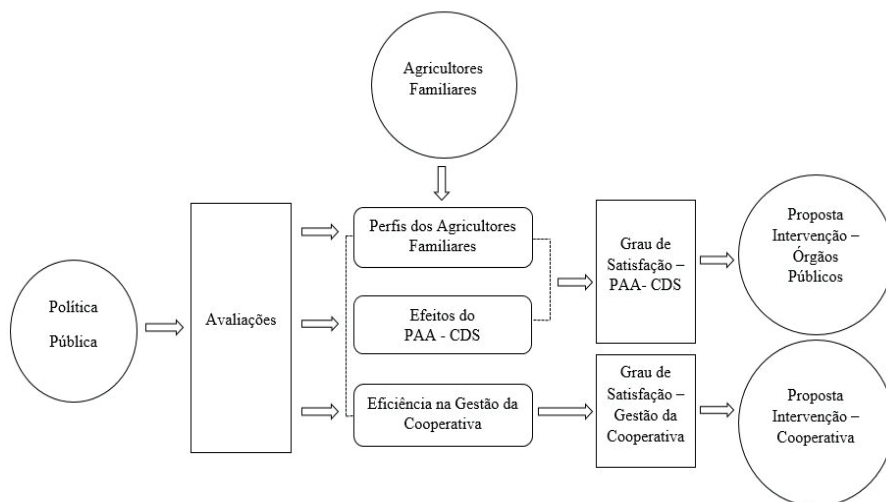 Agricultores
Familiares
Política
Pública
Avaliações
Perfis dos Agricultores
Familiares
Efeitos do
PAA - CDS
Eficiência na Gestão da
Cooperativa
Grau de
Satisfação –
PAA- CDS
Grau de
Satisfação –
Gestão da
Cooperativa
Proposta
Intervenção –
Órgãos
Públicos
Proposta
Intervenção –
Cooperativa